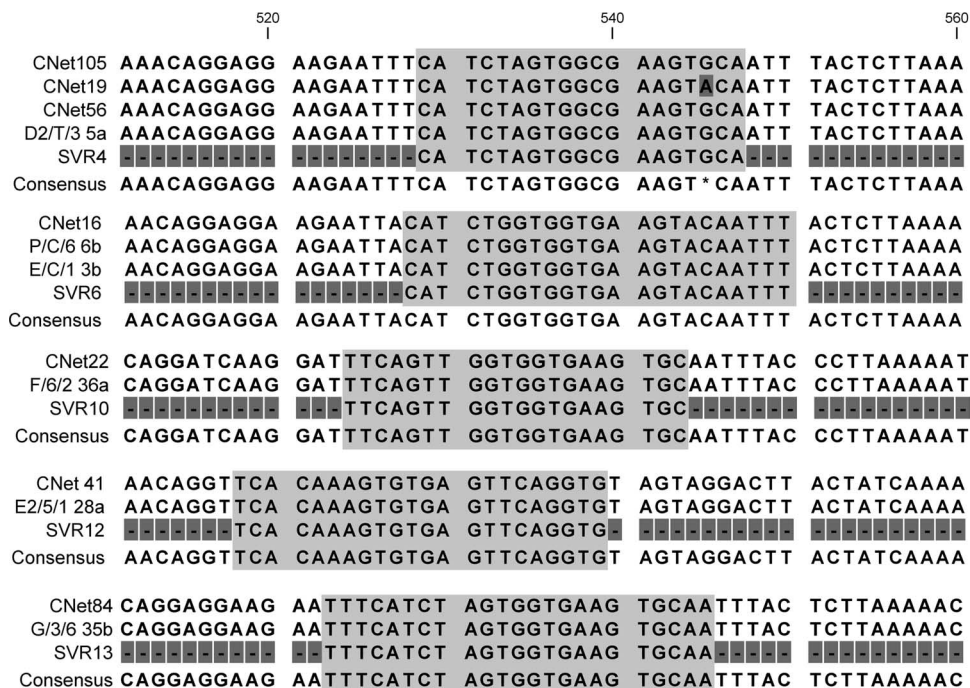 520 540 560
CNet105 AAACAGGAGG AAGAATTTCA TCTAGTGGCG AAGTGCAATT TACTCTTAAA
CNet19 AAACAGGAGG AAGAATTTCA TCTAGTGGCG AAGTACAATT TACTCTTAAA
CNet56 AAACAGGAGG AAGAATTTCA TCTAGTGGCG AAGTGCAATT TACTCTTAAA
D2/T/3 5a AAACAGGAGG AAGAATTTCA TCTAGTGGCG AAGTGCAATT TACTCTTAAA
SVR4 ---------- --------CA TCTAGTGGCG AAGTGCA--- ----------
Consensus AAACAGGAGG AAGAATTTCA TCTAGTGGCG AAGT*CAATT TACTCTTAAA
CNet16 AACAGGAGGA AGAATTACAT CTGGTGGTGA AGTACAATTT ACTCTTAAAA
P/C/6 6b AACAGGAGGA AGAATTACAT CTGGTGGTGA AGTACAATTT ACTCTTAAAA
E/C/1 3b AACAGGAGGA AGAATTACAT CTGGTGGTGA AGTACAATTT ACTCTTAAAA
SVR6 ---------- -------CAT CTGGTGGTGA AGTACAATTT ----------
Consensus AACAGGAGGA AGAATTACAT CTGGTGGTGA AGTACAATTT ACTCTTAAAA
CNet22 CAGGATCAAG GATTTCAGTT GGTGGTGAAG TGCAATTTAC CCTTAAAAAT
F/6/2 36a CAGGATCAAG GATTTCAGTT GGTGGTGAAG TGCAATTTAC CCTTAAAAAT
SVR10 ---------- ---TTCAGTT GGTGGTGAAG TGC------- ----------
Consensus CAGGATCAAG GATTTCAGTT GGTGGTGAAG TGCAATTTAC CCTTAAAAAT
CNet 41 AACAGGTTCA CAAAGTGTGA GTTCAGGTGT AGTAGGACTT ACTATCAAAA
E2/5/1 28a AACAGGTTCA CAAAGTGTGA GTTCAGGTGT AGTAGGACTT ACTATCAAAA
SVR12 -------TCA CAAAGTGTGA GTTCAGGTG- ---------- ----------
Consensus AACAGGTTCA CAAAGTGTGA GTTCAGGTGT AGTAGGACTT ACTATCAAAA
CNet84 CAGGAGGAAG AATTTCATCT AGTGGTGAAG TGCAATTTAC TCTTAAAAAC
G/3/6 35b CAGGAGGAAG AATTTCATCT AGTGGTGAAG TGCAATTTAC TCTTAAAAAC
SVR13 ---------- --TTTCATCT AGTGGTGAAG TGCAA----- ----------
Consensus CAGGAGGAAG AATTTCATCT AGTGGTGAAG TGCAATTTAC TCTTAAAAAC